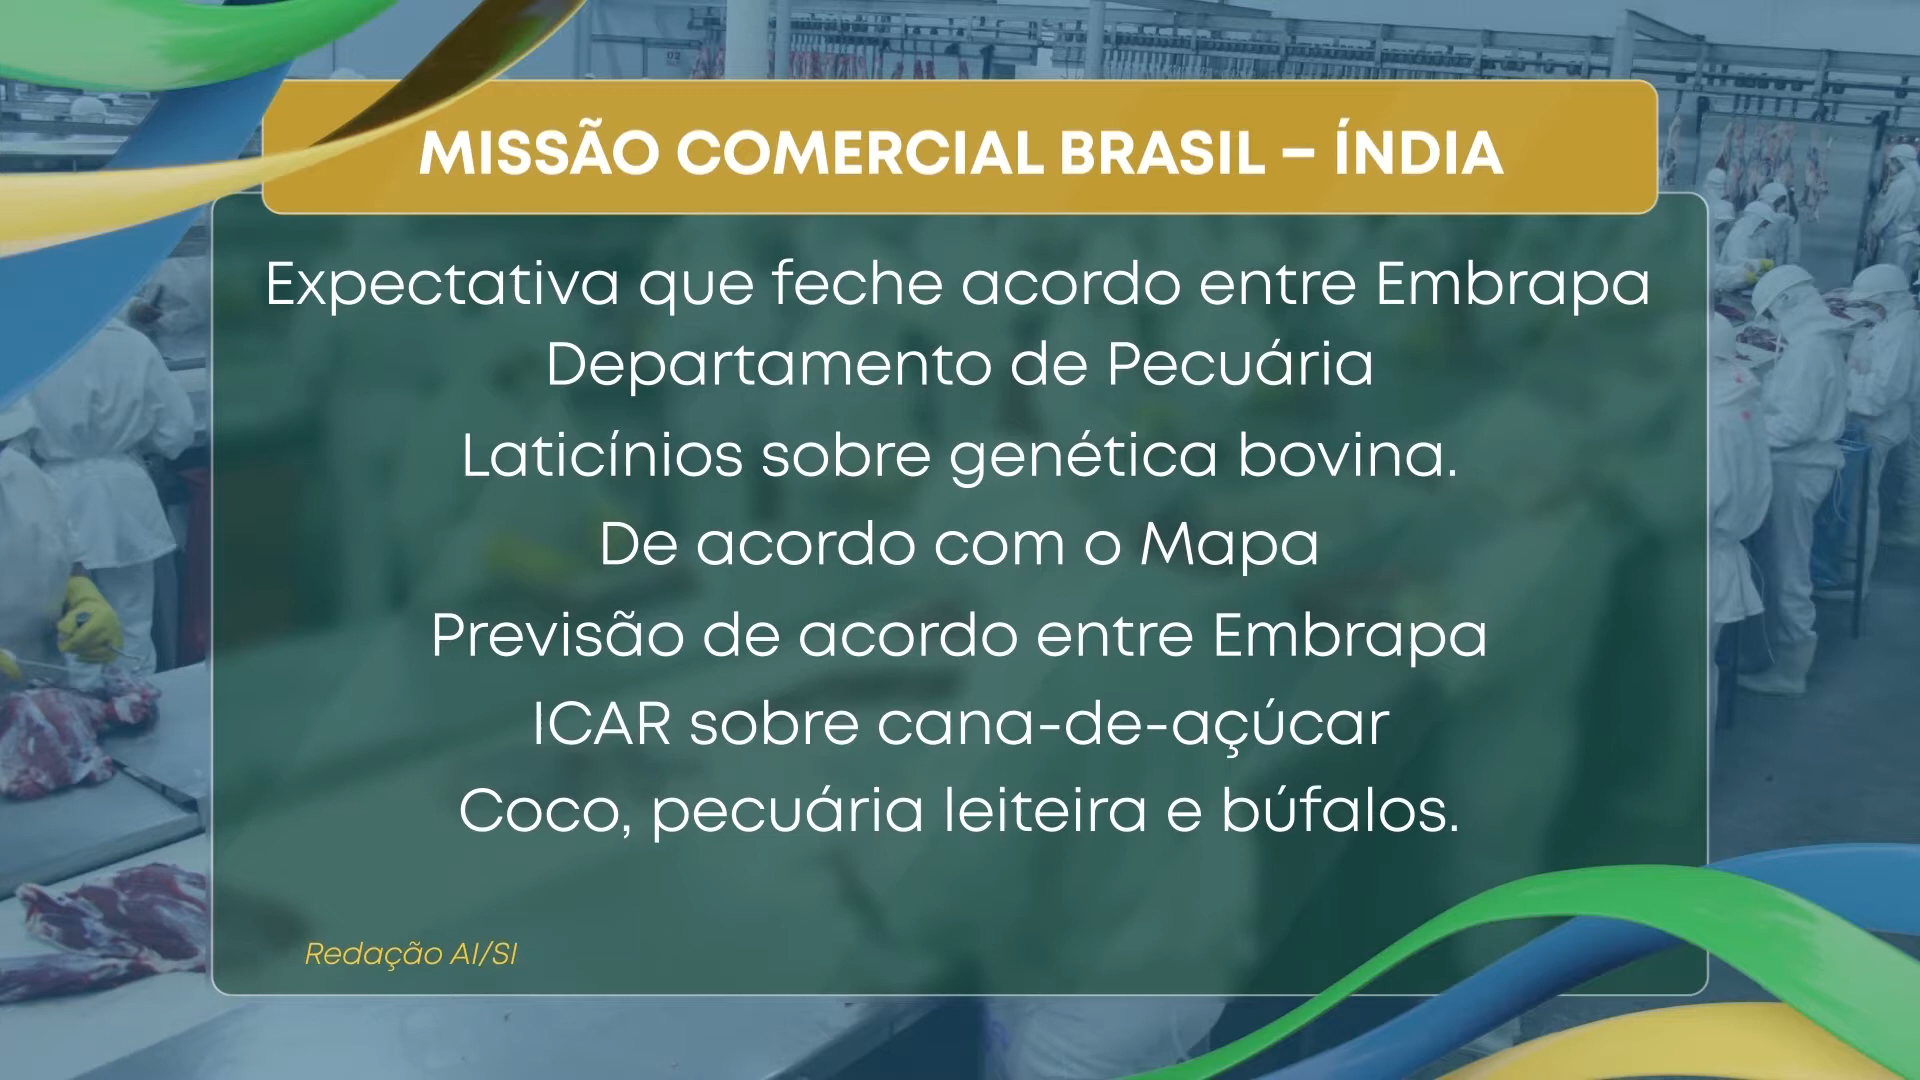 MISSÃO COMERCIAL BRASIL – ÍNDIA
Expectativa que feche acordo entre Embrapa
Departamento de Pecuária
Laticínios sobre genética bovina.
De acordo com o Mapa
Previsão de acordo entre Embrapa
ICAR sobre cana-de-açúcar
Coco, pecuária leiteira e búfalos.
Redação AI/SI
02